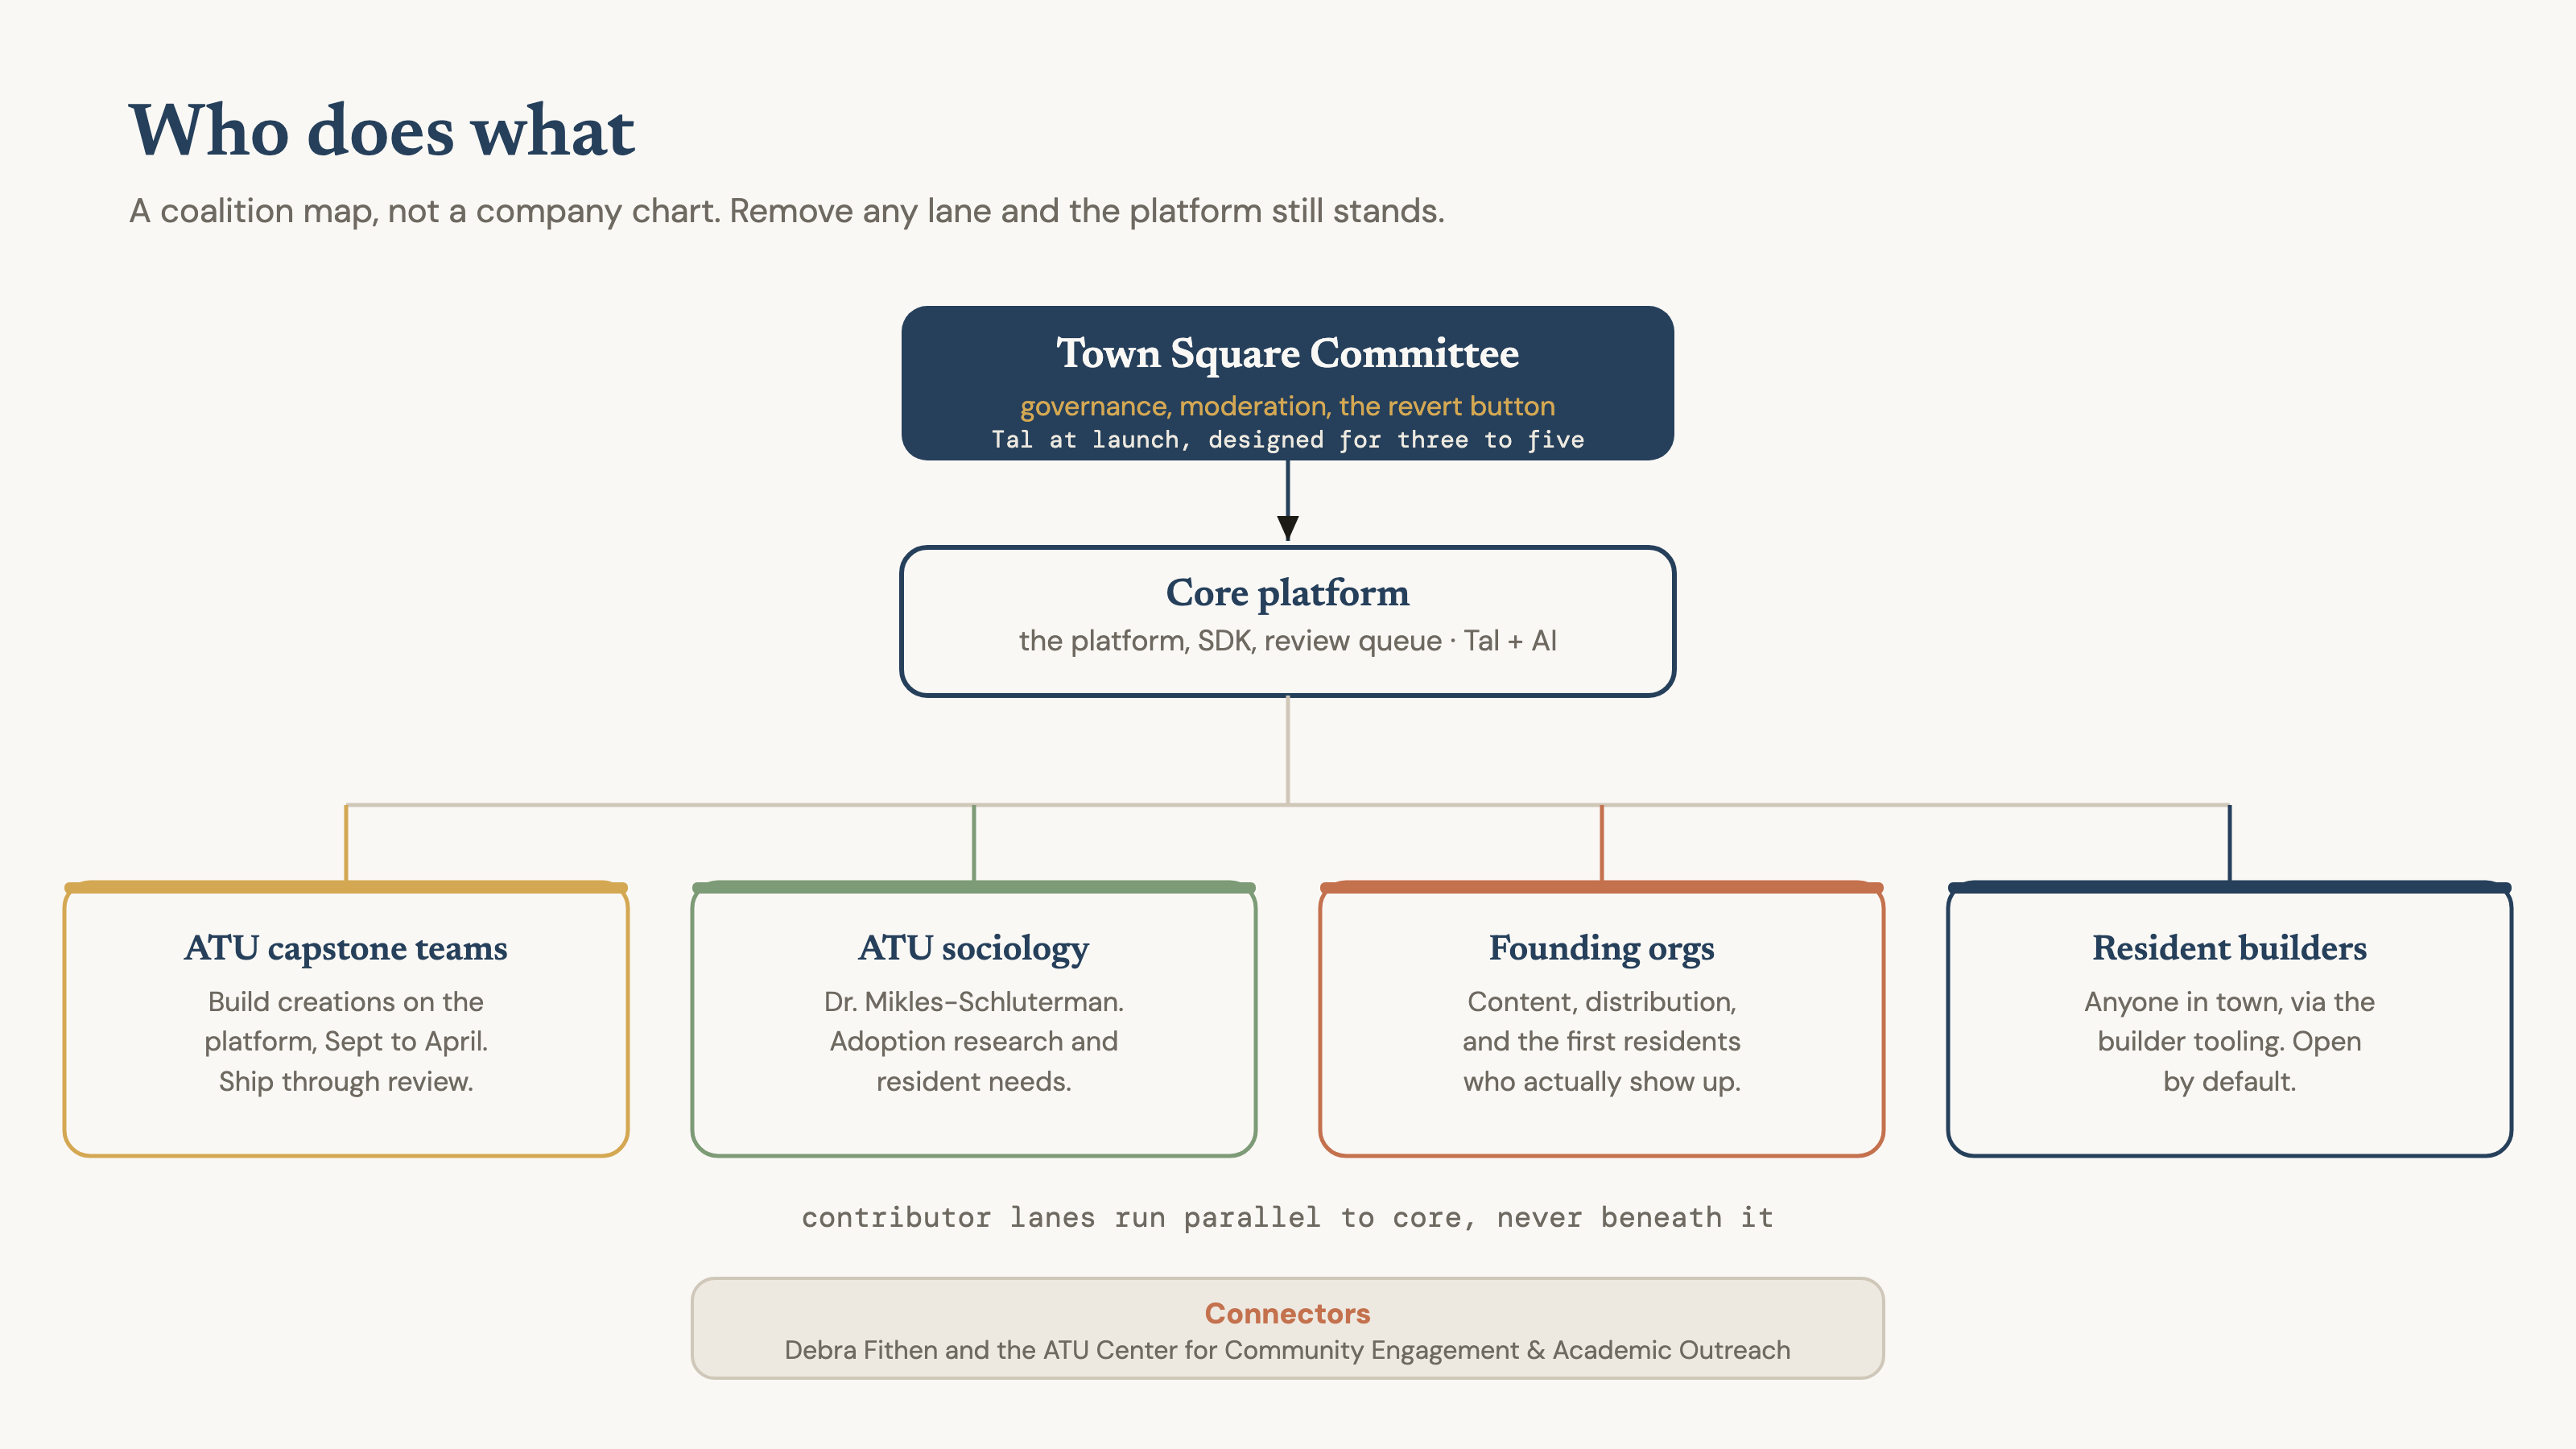 Who does what
A coalition map, not a company chart. Remove any lane and the platform still stands.
Town Square Committee
governance, moderation, the revert button
Tal at launch, designed for three to five
Core platform
the platform, SDK, review queue · Tal + AI
ATU capstone teams
Build creations on the
platform, Sept to April.
Ship through review.
ATU sociology
Dr. Mikles-Schluterman.
Adoption research and
resident needs.
Founding orgs
Content, distribution,
and the first residents
who actually show up.
Resident builders
Anyone in town, via the
builder tooling. Open
by default.
contributor lanes run parallel to core, never beneath it
Connectors
Debra Fithen and the ATU Center for Community Engagement & Academic Outreach